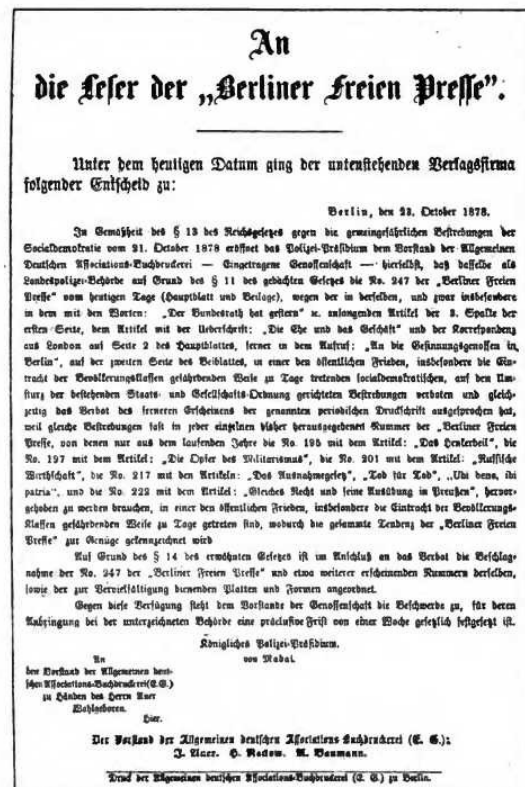 An
die Leser der „Berliner Freien Presse".
Unter dem heutigen Datum ging der untenstehenden Verlagsfirma
folgender Entscheid zu:
Berlin, den 23. October 1878.
In Gemäßheit des § 13 des Reichsgesetzes gegen die gemeingefährlichen Bestrebungen der
Socialdemokratie vom 21. October 1878 eröffnet das Polizei-Präsidium dem Vorstand der Allgemeinen
Deutschen Associations-Buchdruckerei — Eingetragene Genossenschaft — hierselbst, daß dasselbe als
Landespolizei-Behörde auf Grund des § 11 des gedachten Gesetzes die No. 247 der „Berliner Freien
Presse" vom heutigen Tage (Hauptblatt und Beilage), wegen der in derselben, und zwar insbesondere
in dem mit den Worten: „Der Bundesrath hat gestern" ꝛc. anfangenden Artikel der 3. Spalte der
ersten Seite, dem Artikel mit der Ueberschrift: „Die Ehe und das Geschäft" und der Korrespondenz
aus London auf Seite 2 des Hauptblattes, ferner in dem Aufruf: „An die Gesinnungsgenossen in
Berlin", auf der zweiten Seite des Beiblattes, in einer den öffentlichen Frieden, insbesondere die Ein-
tracht der Bevölkerungsklassen gefährdenden Weise zu Tage tretenden socialdemokratischen, auf den Um-
sturz der bestehenden Staats- und Gesellschafts-Ordnung gerichteten Bestrebungen verboten und gleich-
zeitig das Verbot des ferneren Erscheinens der genannten periodischen Druckschrift ausgesprochen hat,
weil gleiche Bestrebungen fast in jeder einzelnen bisher herausgegebenen Nummer der „Berliner Freien
Presse, von denen nur aus dem laufenden Jahre die No. 195 mit dem Artikel: „Das Henkerbeil", die
No. 197 mit dem Artikel: „Die Opfer des Militarismus", die No. 201 mit dem Artikel: „Russische
Wirthschaft", die No. 217 mit den Artikeln: „Das Ausnahmegesetz", „Tod für Tod", „Ubi bene, ibi
patria", und die No. 222 mit dem Artikel: „Gleiches Recht und seine Ausübung in Preußen", hervor-
gehoben zu werden brauchen, in einer den öffentlichen Frieden, insbesondere die Eintracht der Bevölkerungs-
klassen gefährdenden Weise zu Tage getreten sind, wodurch die gesammte Tendenz der „Berliner Freien
Presse" zur Genüge gekennzeichnet wird
Auf Grund des § 14 des erwähnten Gesetzes ist im Anschluß an das Verbot die Beschlag-
nahme der No. 247 der „Berliner Freien Presse" und etwa weiterer erscheinenden Nummern derselben,
sowie der zur Vervielfältigung dienenden Platten und Formen angeordnet.
Gegen diese Verfügung steht dem Vorstande der Genossenschaft die Beschwerde zu, für deren
Anbringung bei der unterzeichneten Behörde eine präclusive Frist von einer Woche gesetzlich festgesetzt ist.
Königliches Polizei-Präsidium.
von Madai.
An
den Vorstand der Allgemeinen deut-
schen Associations-Buchdruckerei (E. G.)
zu Händen des Herrn Auer
Wohlgeboren.
Hier.
Der Vorstand der Allgemeinen deutschen Associations Buchdruckerei (E. G.):
J. Auer. H. Rackow. A. Baumann.
Druck der Allgemeinen deutschen Associations-Buchdruckerei (E. G.) zu Berlin.